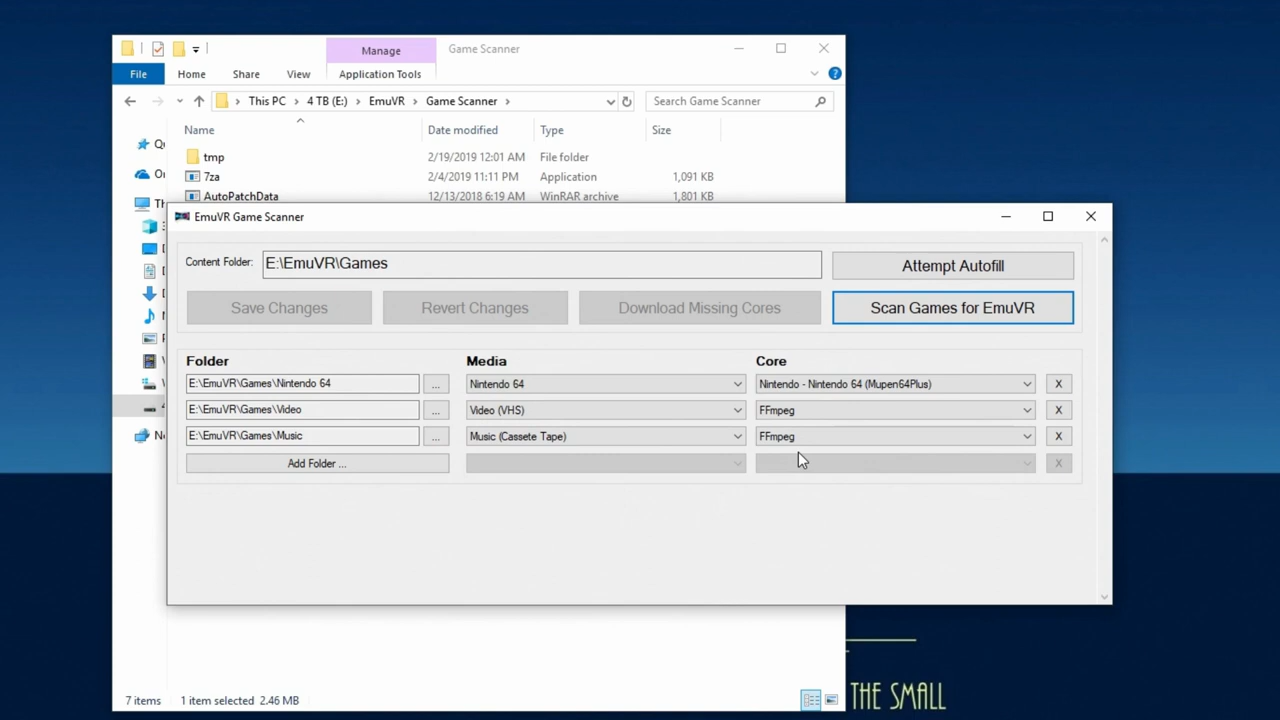 Manage
Game Scanner
File
Home
Share
View
Application Tools
This PC
4 TB (E:)
EmuVR
Game Scanner
Search Game Scanner
Name
Date modified
Type
Size
tmp
2/19/2019 12:01 AM
File folder
7za
2/4/2019 11:11 PM
Application
1,091 KB
AutoPatchData
12/13/2018 6:19 AM
WinRAR archive
1,801 KB
EmuVR Game Scanner
Content Folder:
E:\EmuVR\Games
Attempt Autofill
Save Changes
Revert Changes
Download Missing Cores
Scan Games for EmuVR
Folder
Media
Core
E:\EmuVR\Games\Nintendo 64
...
Nintendo 64
Nintendo - Nintendo 64 (Mupen64Plus)
X
E:\EmuVR\Games\Video
...
Video (VHS)
FFmpeg
X
E:\EmuVR\Games\Music
...
Music (Cassete Tape)
FFmpeg
X
Add Folder ...
X
7 items
1 item selected 2.46 MB
THE SMALL